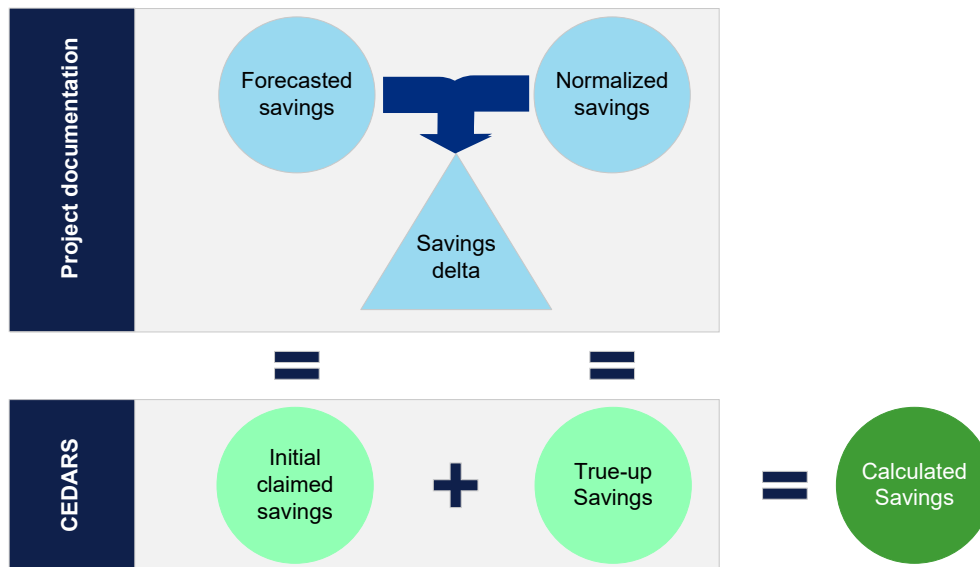 Project documentation
Forecasted
savings
Normalized
savings
Savings
delta
=
=
CEDARS
Initial
claimed
savings
+
True-up
Savings
=
Calculated
Savings